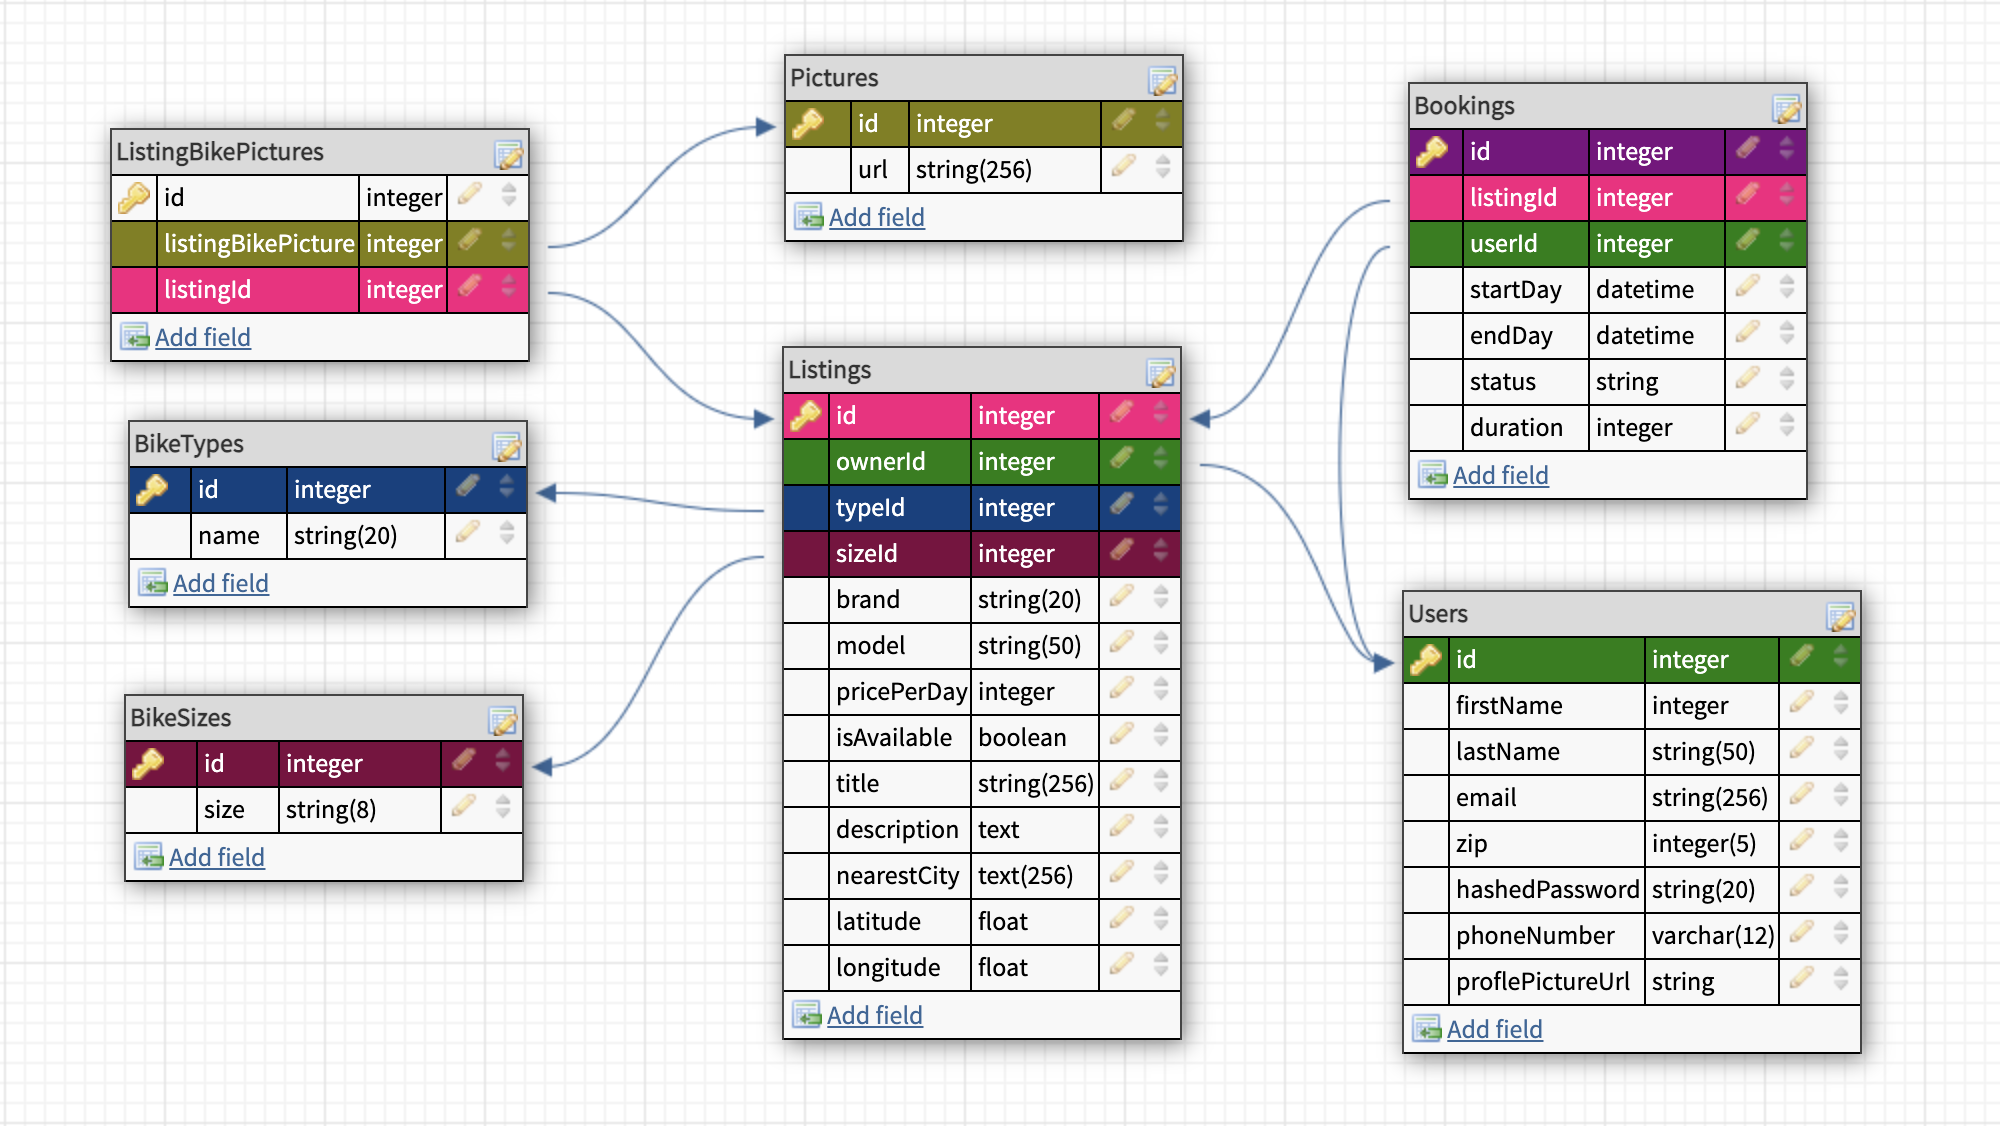 ListingBikePictures
id integer
listingBikePicture integer
listingId integer
Add field
Pictures
id integer
url string(256)
Add field
Bookings
id integer
listingId integer
userId integer
startDay datetime
endDay datetime
status string
duration integer
Add field
BikeTypes
id integer
name string(20)
Add field
Listings
id integer
ownerId integer
typeId integer
sizeId integer
brand string(20)
model string(50)
pricePerDay integer
isAvailable boolean
title string(256)
description text
nearestCity text(256)
latitude float
longitude float
Add field
BikeSizes
id integer
size string(8)
Add field
Users
id integer
firstName integer
lastName string(50)
email string(256)
zip integer(5)
hashedPassword string(20)
phoneNumber varchar(12)
proflePictureUrl string
Add field